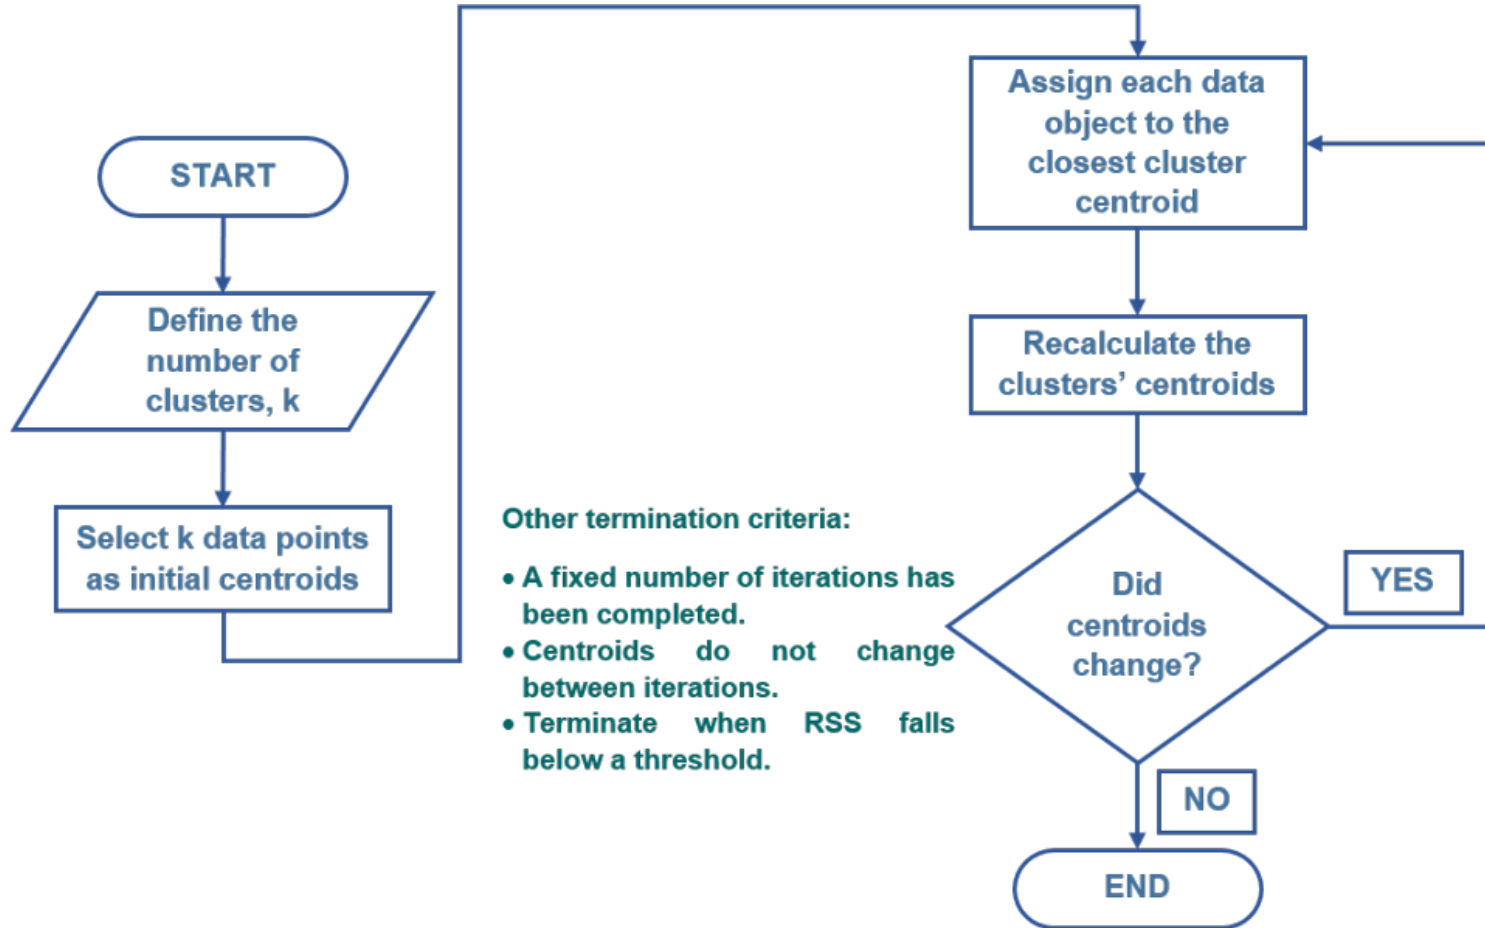 START
Define the
number of
clusters, k
Select k data points
as initial centroids
Assign each data
object to the
closest cluster
centroid
Recalculate the
clusters’ centroids
Did
centroids
change?
YES
NO
END
Other termination criteria:
• A fixed number of iterations has
been completed.
• Centroids do not change
between iterations.
• Terminate when RSS falls
below a threshold.